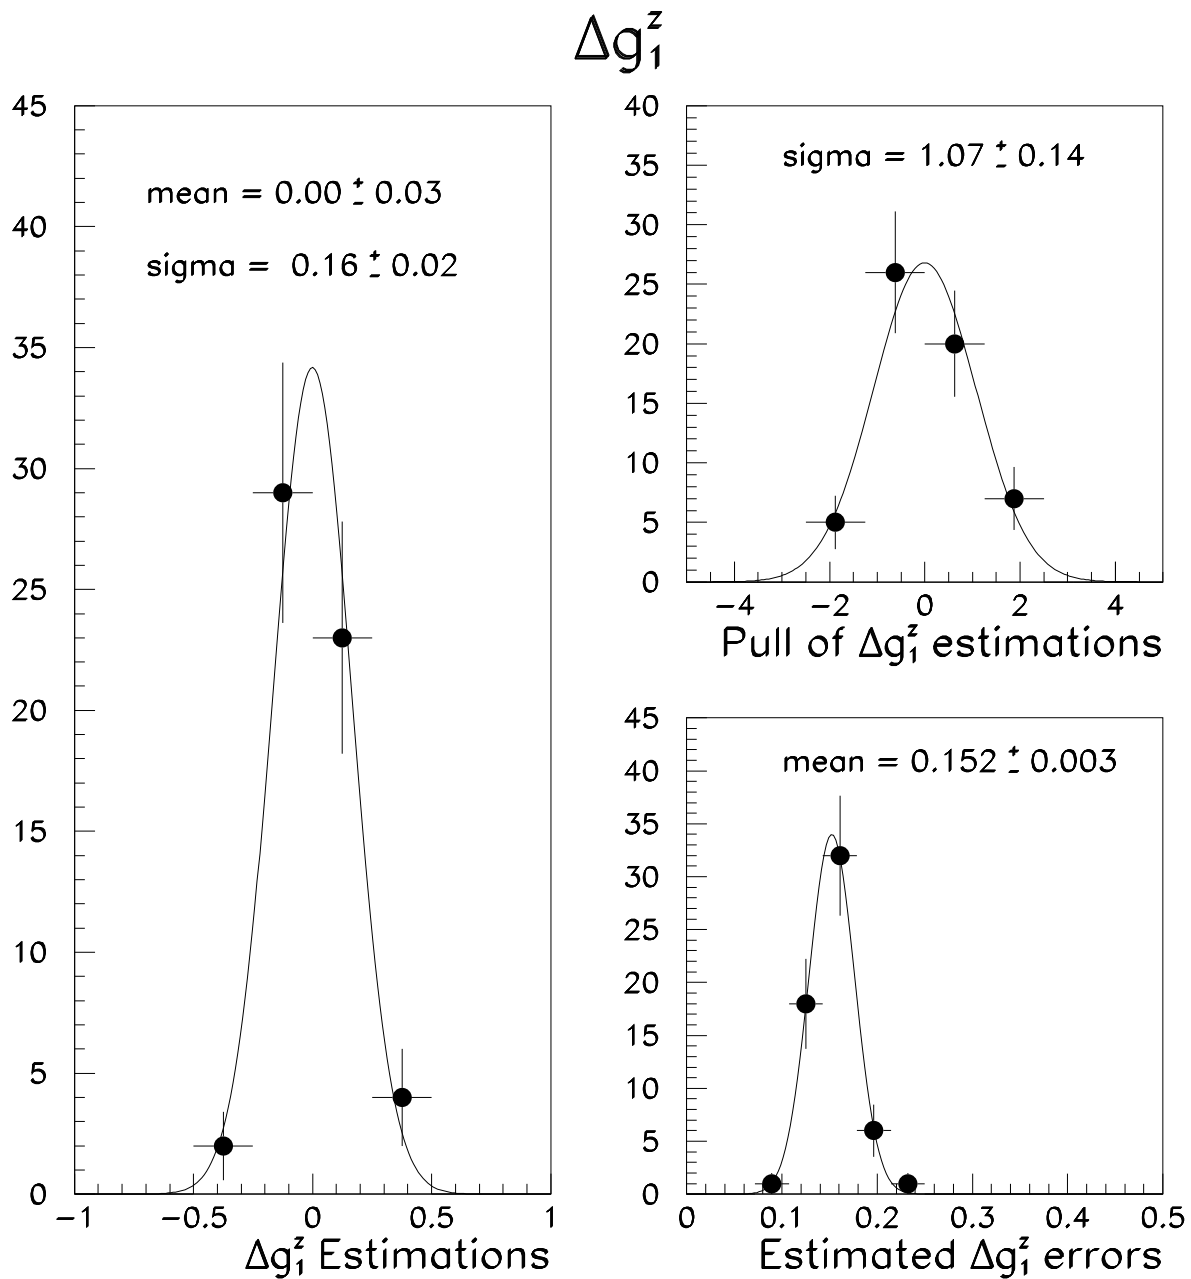 Δg₁ᶻ
45
40
35
30
25
20
15
10
5
0
mean = 0.00 ± 0.03
sigma = 0.16 ± 0.02
−1 −0.5 0 0.5 1
Δg₁ᶻ Estimations
40
35
30
25
20
15
10
5
0
sigma = 1.07 ± 0.14
−4 −2 0 2 4
Pull of Δg₁ᶻ estimations
45
40
35
30
25
20
15
10
5
0
mean = 0.152 ± 0.003
0 0.1 0.2 0.3 0.4 0.5
Estimated Δg₁ᶻ errors